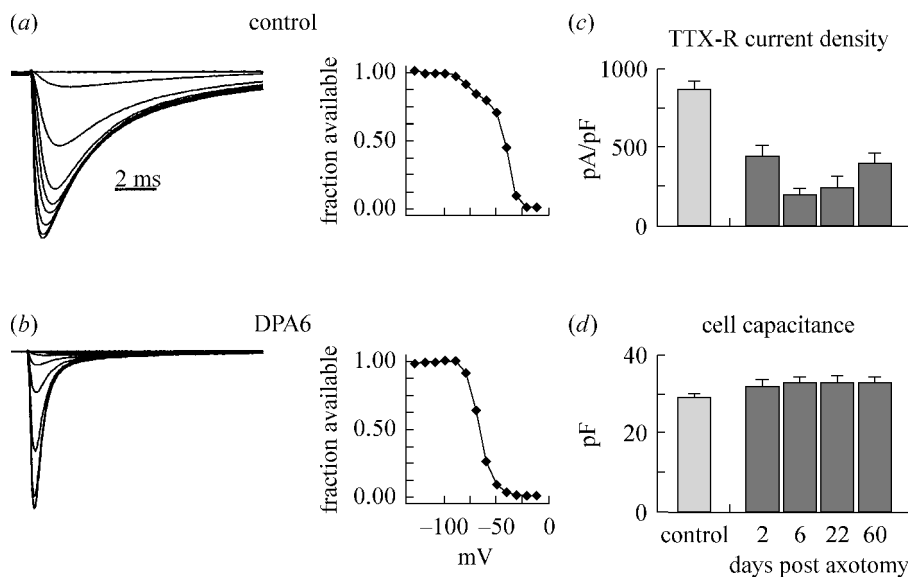 (a)
control
2 ms
fraction available
1.00
0.50
0.00
(b)
DPA6
fraction available
1.00
0.50
0.00
–100
–50
0
mV
(c)
TTX-R current density
pA/pF
1000
500
0
(d)
cell capacitance
pF
40
20
0
control
2
6
22
60
days post axotomy